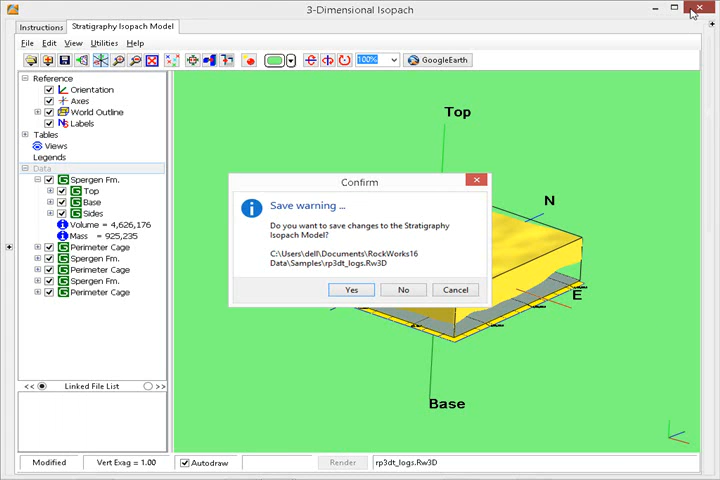 3-Dimensional Isopach
Instructions
Stratigraphy Isopach Model
File Edit View Utilities Help
100%
GoogleEarth
Reference
Orientation
Axes
World Outline
Labels
Tables
Views
Legends
Data
Spergen Fm.
Top
Base
Sides
Volume = 4,626,176
Mass = 925,235
Perimeter Cage
Spergen Fm.
Perimeter Cage
Spergen Fm.
Perimeter Cage
<< Linked File List >>
Top
N
E
Base
Confirm
Save warning ...
Do you want to save changes to the Stratigraphy
Isopach Model?
C:\Users\dell\Documents\RockWorks16
Data\Samples\rp3dt_logs.Rw3D
Yes No Cancel
Modified Vert Exag = 1.00 Autodraw Render rp3dt_logs.Rw3D